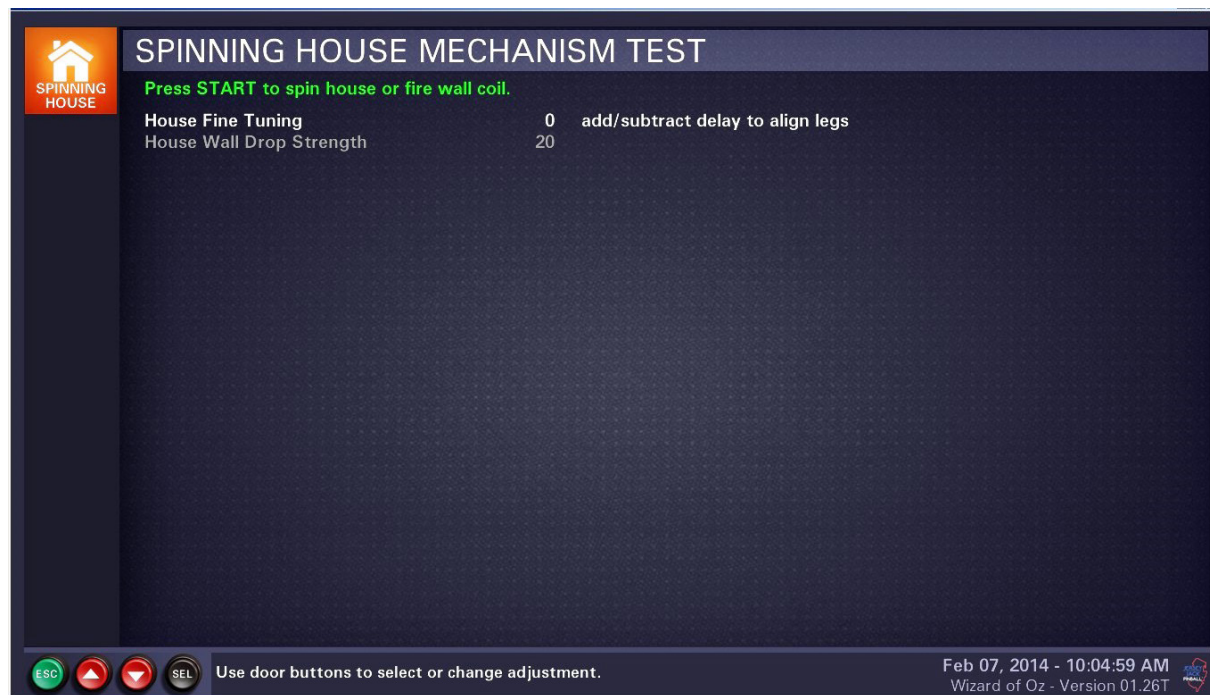 SPINNING HOUSE MECHANISM TEST
SPINNING
HOUSE
Press START to spin house or fire wall coil.
House Fine Tuning 0 add/subtract delay to align legs
House Wall Drop Strength 20
ESC
SEL
Use door buttons to select or change adjustment.
Feb 07, 2014 - 10:04:59 AM
Wizard of Oz - Version 01.26T